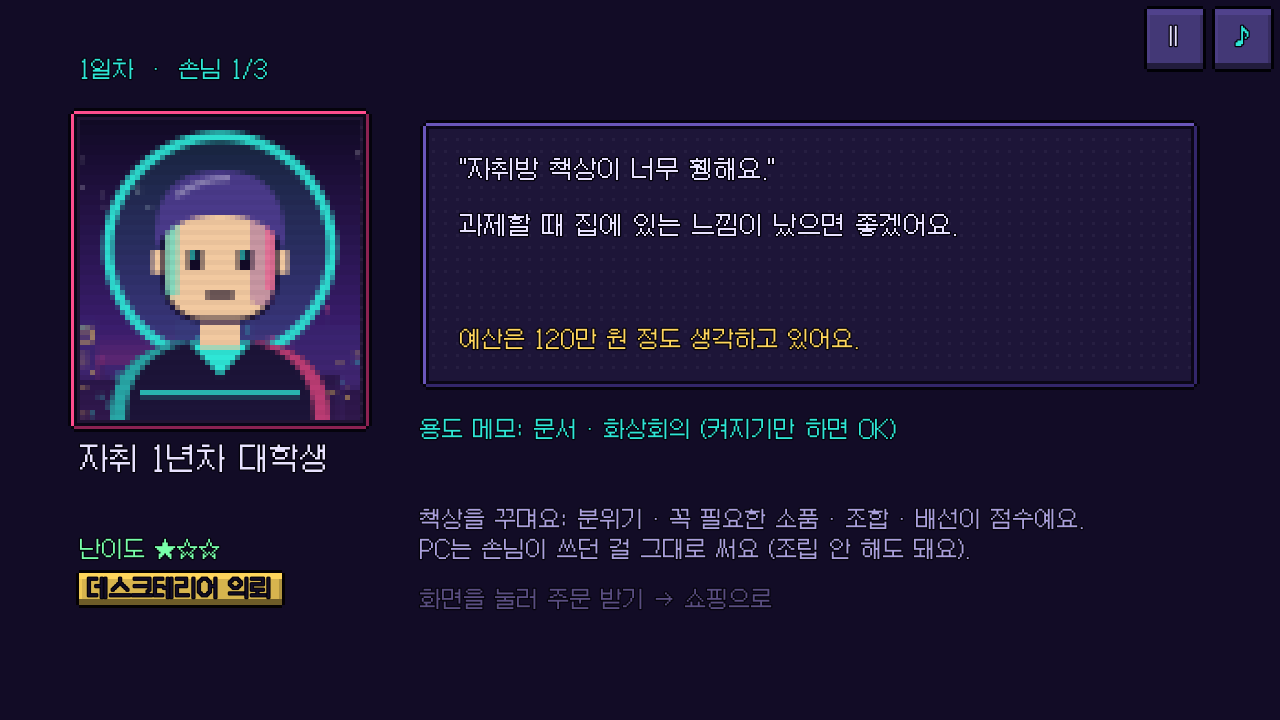 1일차 · 손님 1/3
"자취방 책상이 너무 휑해요."
과제할 때 집에 있는 느낌이 났으면 좋겠어요.
예산은 120만 원 정도 생각하고 있어요.
용도 메모: 문서 · 화상회의 (켜지기만 하면 OK)
자취 1년차 대학생
책상을 꾸며요: 분위기 · 꼭 필요한 소품 · 조합 · 배선이 점수예요.
PC는 손님이 쓰던 걸 그대로 써요 (조립 안 해도 돼요).
난이도 ★☆☆
데스크테리어 의뢰
화면을 눌러 주문 받기 → 쇼핑으로